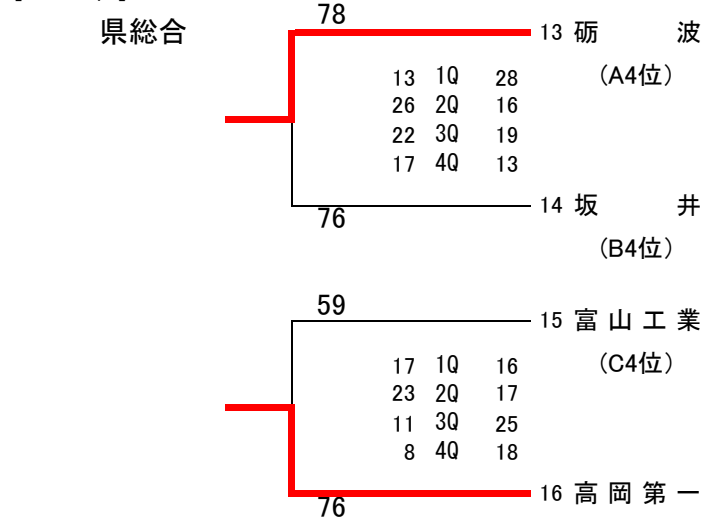 県総合
78
13 砺 波
(A4位)
13 1Q 28
26 2Q 16
22 3Q 19
17 4Q 13
76
14 坂 井
(B4位)
59
15 富山工業
(C4位)
17 1Q 16
23 2Q 17
11 3Q 25
8 4Q 18
76
16 高岡第一